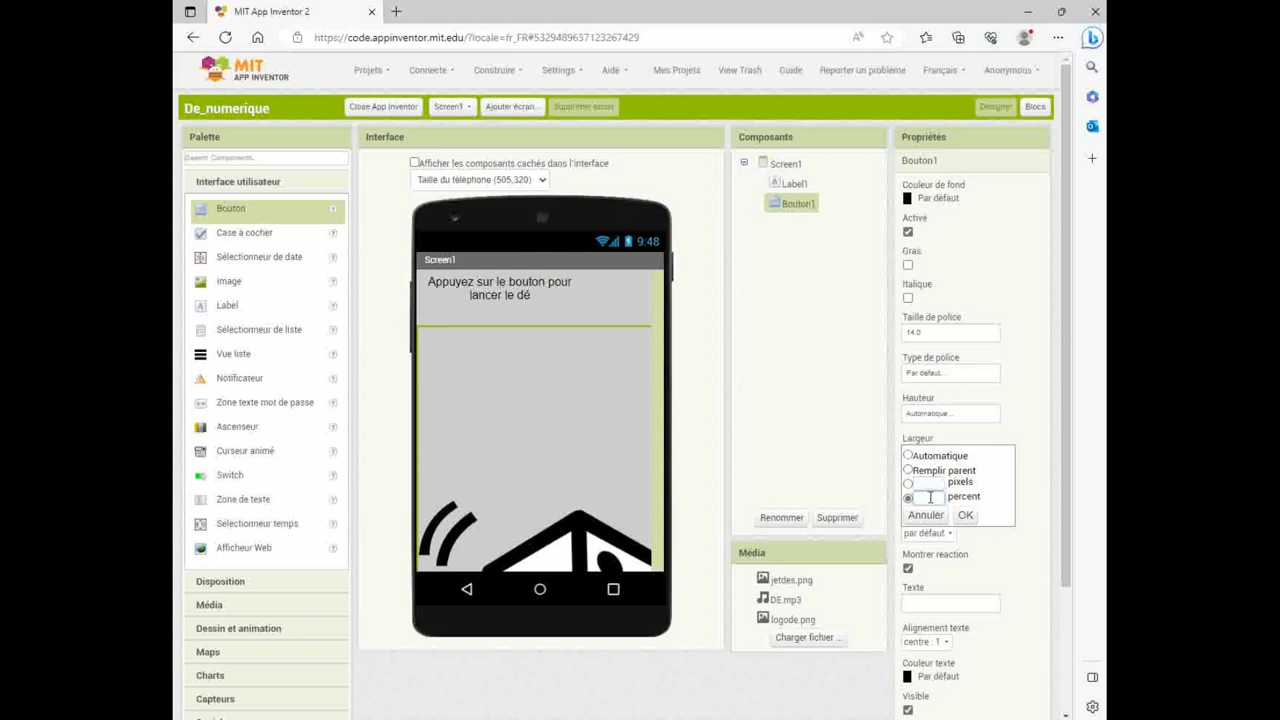 MIT App Inventor 2
https://code.appinventor.mit.edu/?locale=fr_FR#5329489637123267429
MIT
APP INVENTOR
Projets
Connecte
Construire
Settings
Aide
Mes Projets
View Trash
Guide
Reporter un problème
Français
Anonymous
De_numerique
Close App Inventor
Screen1
Ajouter écran...
Supprimer écran
Designer
Blocs
Palette
Search Components...
Interface utilisateur
Bouton
Case à cocher
Sélectionneur de date
Image
Label
Sélectionneur de liste
Vue liste
Notificateur
Zone texte mot de passe
Ascenseur
Curseur animé
Switch
Zone de texte
Sélectionneur temps
Afficheur Web
Disposition
Média
Dessin et animation
Maps
Charts
Capteurs
Interface
Afficher les composants cachés dans l'interface
Taille du téléphone (505,320)
9:48
Screen1
Appuyez sur le bouton pour
lancer le dé
Composants
Screen1
Label1
Bouton1
Renommer
Supprimer
Média
jetdes.png
DE.mp3
logode.png
Charger fichier ...
Propriétés
Bouton1
Couleur de fond
Par défaut
Activé
Gras
Italique
Taille de police
14.0
Type de police
Par défaut...
Hauteur
Automatique...
Largeur
Automatique
Remplir parent
pixels
percent
Annuler
OK
par défaut
Montrer reaction
Texte
Alignement texte
centre : 1
Couleur texte
Par défaut
Visible